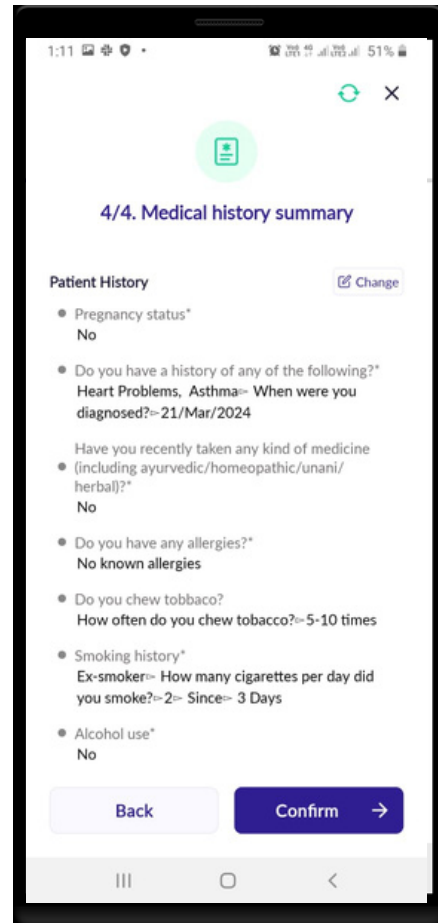 1:11
51%
4/4. Medical history summary
Patient History
Change
Pregnancy status*
No
Do you have a history of any of the following?*
Heart Problems, Asthma▻ When were you
diagnosed?▻21/Mar/2024
Have you recently taken any kind of medicine
(including ayurvedic/homeopathic/unani/
herbal)?*
No
Do you have any allergies?*
No known allergies
Do you chew tobbaco?
How often do you chew tobacco?▻5-10 times
Smoking history*
Ex-smoker▻ How many cigarettes per day did
you smoke?▻2▻ Since▻ 3 Days
Alcohol use*
No
Back
Confirm →